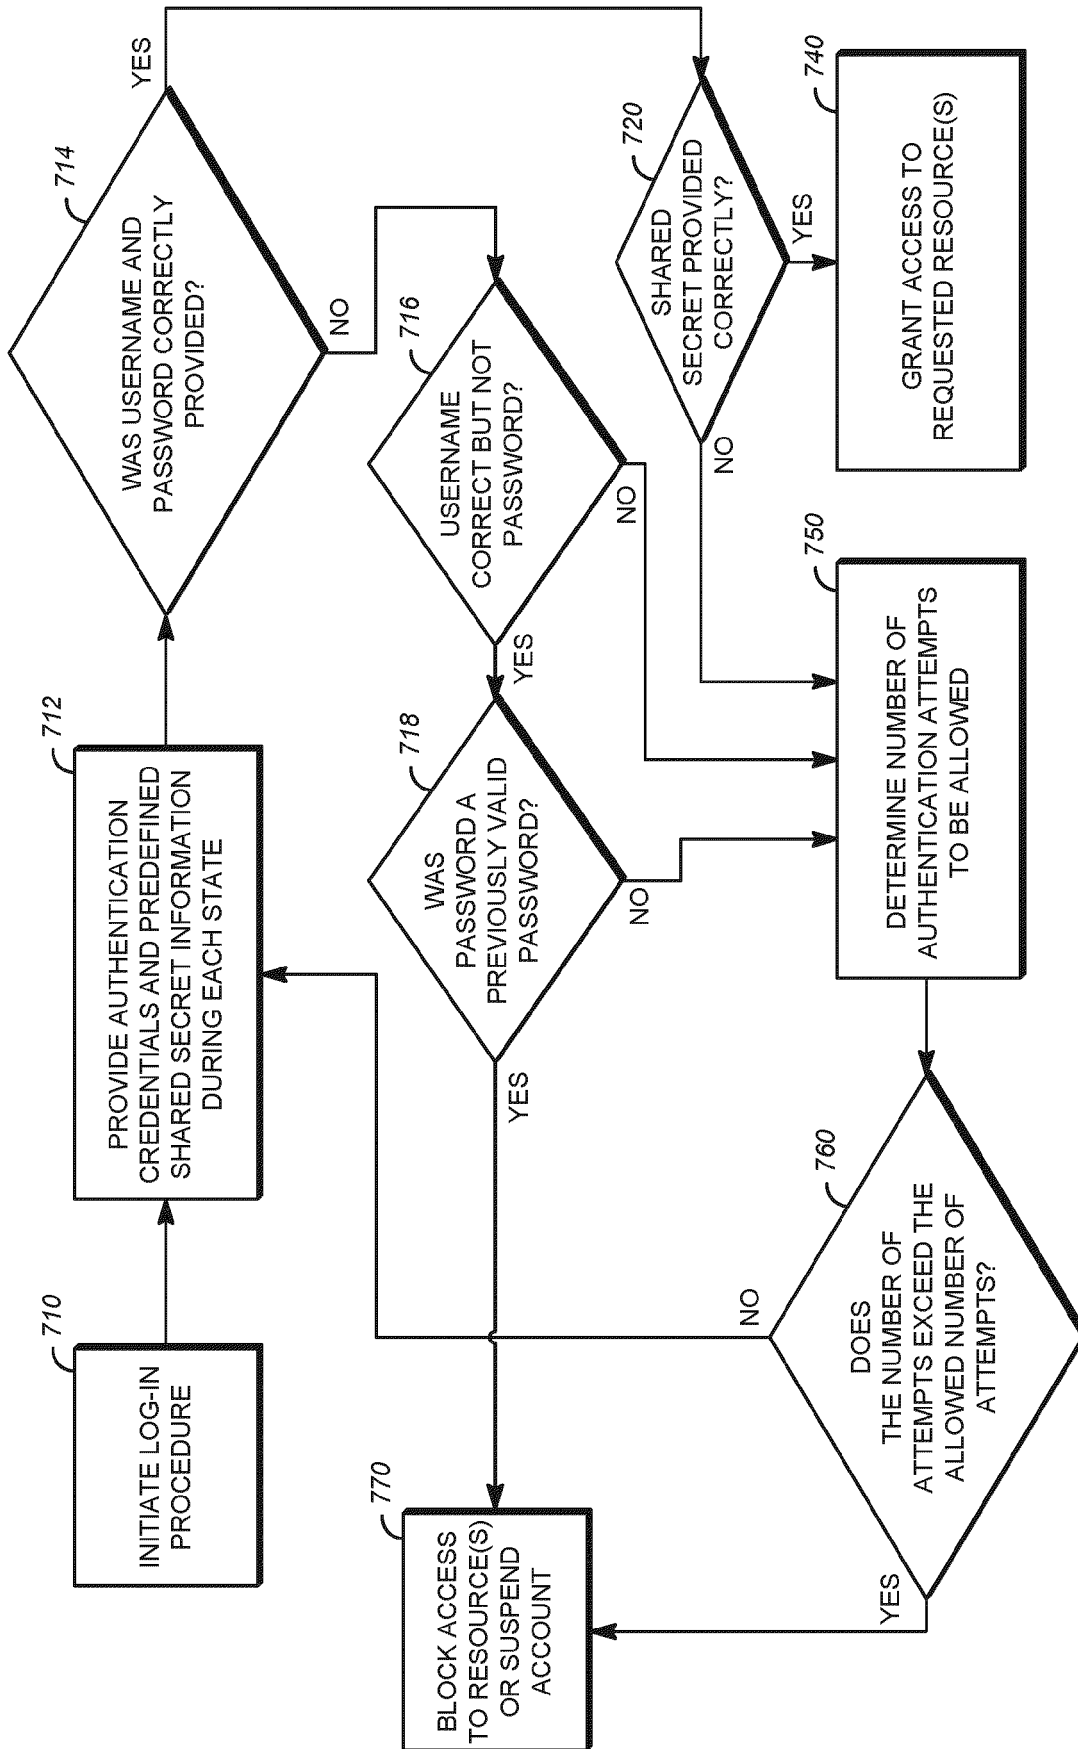 710
INITIATE LOG-IN
PROCEDURE
712
PROVIDE AUTHENTICATION
CREDENTIALS AND PREDEFINED
SHARED SECRET INFORMATION
DURING EACH STATE
714
WAS USERNAME AND
PASSWORD CORRECTLY
PROVIDED?
YES
NO
716
USERNAME
CORRECT BUT NOT
PASSWORD?
YES
NO
718
WAS
PASSWORD A
PREVIOUSLY VALID
PASSWORD?
YES
NO
720
SHARED
SECRET PROVIDED
CORRECTLY?
NO
YES
740
GRANT ACCESS TO
REQUESTED RESOURCE(S)
750
DETERMINE NUMBER OF
AUTHENTICATION ATTEMPTS
TO BE ALLOWED
760
DOES
THE NUMBER OF
ATTEMPTS EXCEED THE
ALLOWED NUMBER OF
ATTEMPTS?
NO
YES
770
BLOCK ACCESS
TO RESOURCE(S)
OR SUSPEND
ACCOUNT